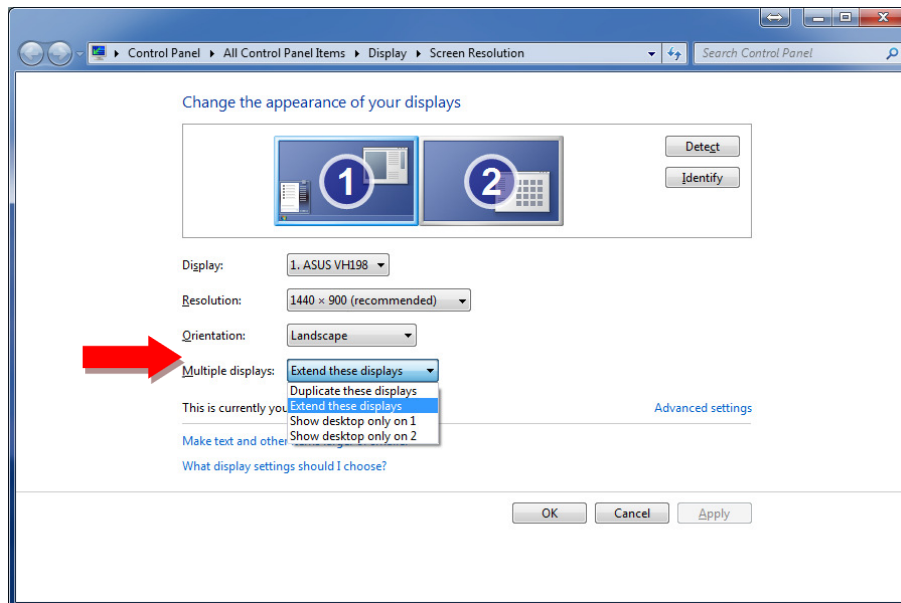 Control Panel ▸ All Control Panel Items ▸ Display ▸ Screen Resolution
Search Control Panel
Change the appearance of your displays
1
2
Detect
Identify
Display: 1. ASUS VH198
Resolution: 1440 × 900 (recommended)
Orientation: Landscape
Multiple displays: Extend these displays
Duplicate these displays
Extend these displays
Show desktop only on 1
Show desktop only on 2
This is currently you
Advanced settings
Make text and othe
What display settings should I choose?
OK Cancel Apply